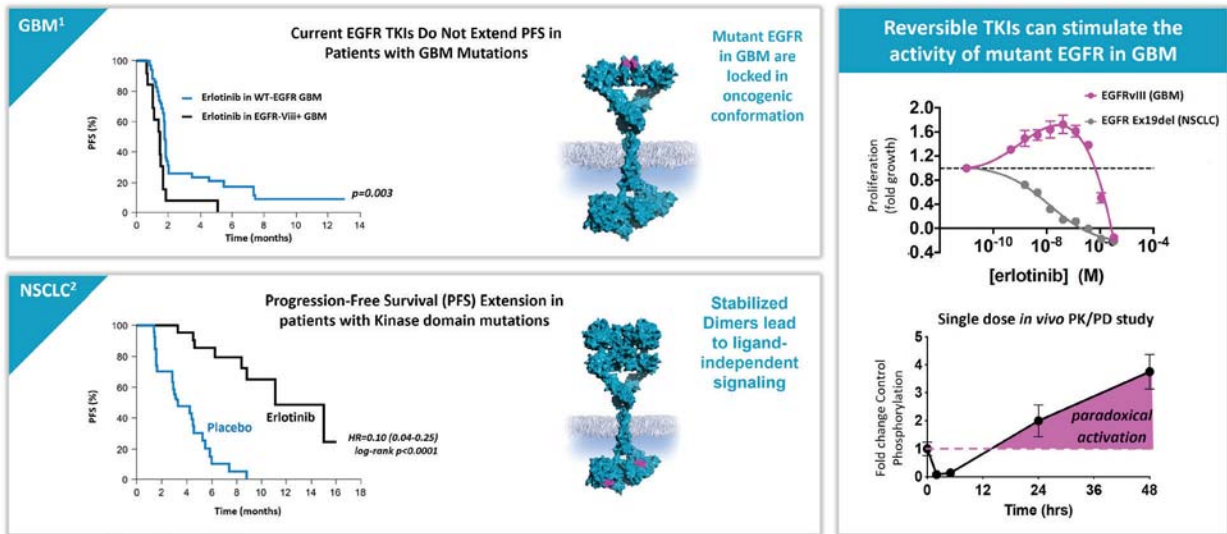 GBM1
Current EGFR TKIs Do Not Extend PFS in
Patients with GBM Mutations
100
80
60
40
20
0
PFS (%)
Erlotinib in WT-EGFR GBM
Erlotinib in EGFR-Viii+ GBM
p=0.003
0 2 4 6 8 10 12 14
Time (months)
Mutant EGFR
in GBM are
locked in
oncogenic
conformation
NSCLC2
Progression-Free Survival (PFS) Extension in
patients with Kinase domain mutations
100
80
60
40
20
0
PFS (%)
Placebo
Erlotinib
HR=0.10 (0.04-0.25)
log-rank p<0.0001
0 2 4 6 8 10 12 14 16 18
Time (months)
Stabilized
Dimers lead
to ligand-
independent
signaling
Reversible TKIs can stimulate the
activity of mutant EGFR in GBM
EGFRvIII (GBM)
EGFR Ex19del (NSCLC)
2.0
1.6
1.2
0.8
0.4
0.0
-0.4
Proliferation
(fold growth)
10-10 10-8 10-6 10-4
[erlotinib] (M)
Single dose in vivo PK/PD study
5
4
3
2
1
0
Fold change Control
Phosphorylation
paradoxical
activation
0 12 24 36 48
Time (hrs)